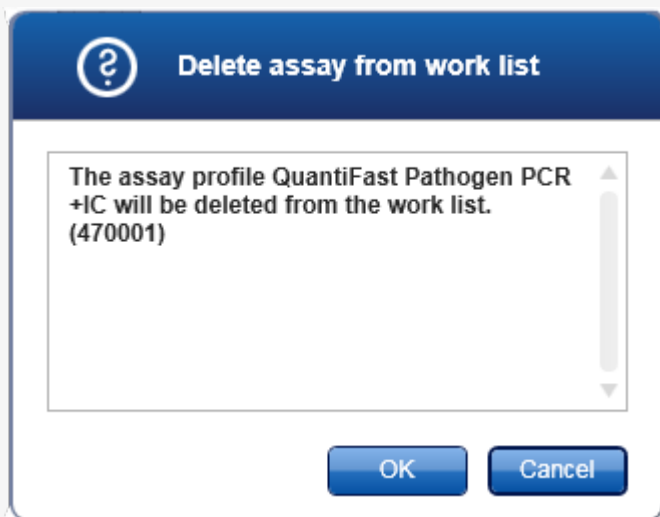 Delete assay from work list
The assay profile QuantiFast Pathogen PCR
+IC will be deleted from the work list.
(470001)
OK Cancel